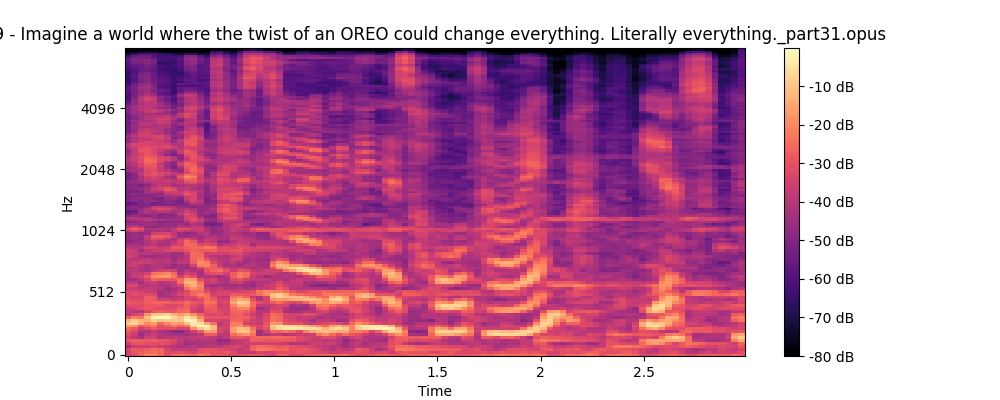 9 - Imagine a world where the twist of an OREO could change everything. Literally everything._part31.opus
4096
2048
1024
512
0
Hz
0
0.5
1
1.5
2
2.5
Time
-10 dB
-20 dB
-30 dB
-40 dB
-50 dB
-60 dB
-70 dB
-80 dB